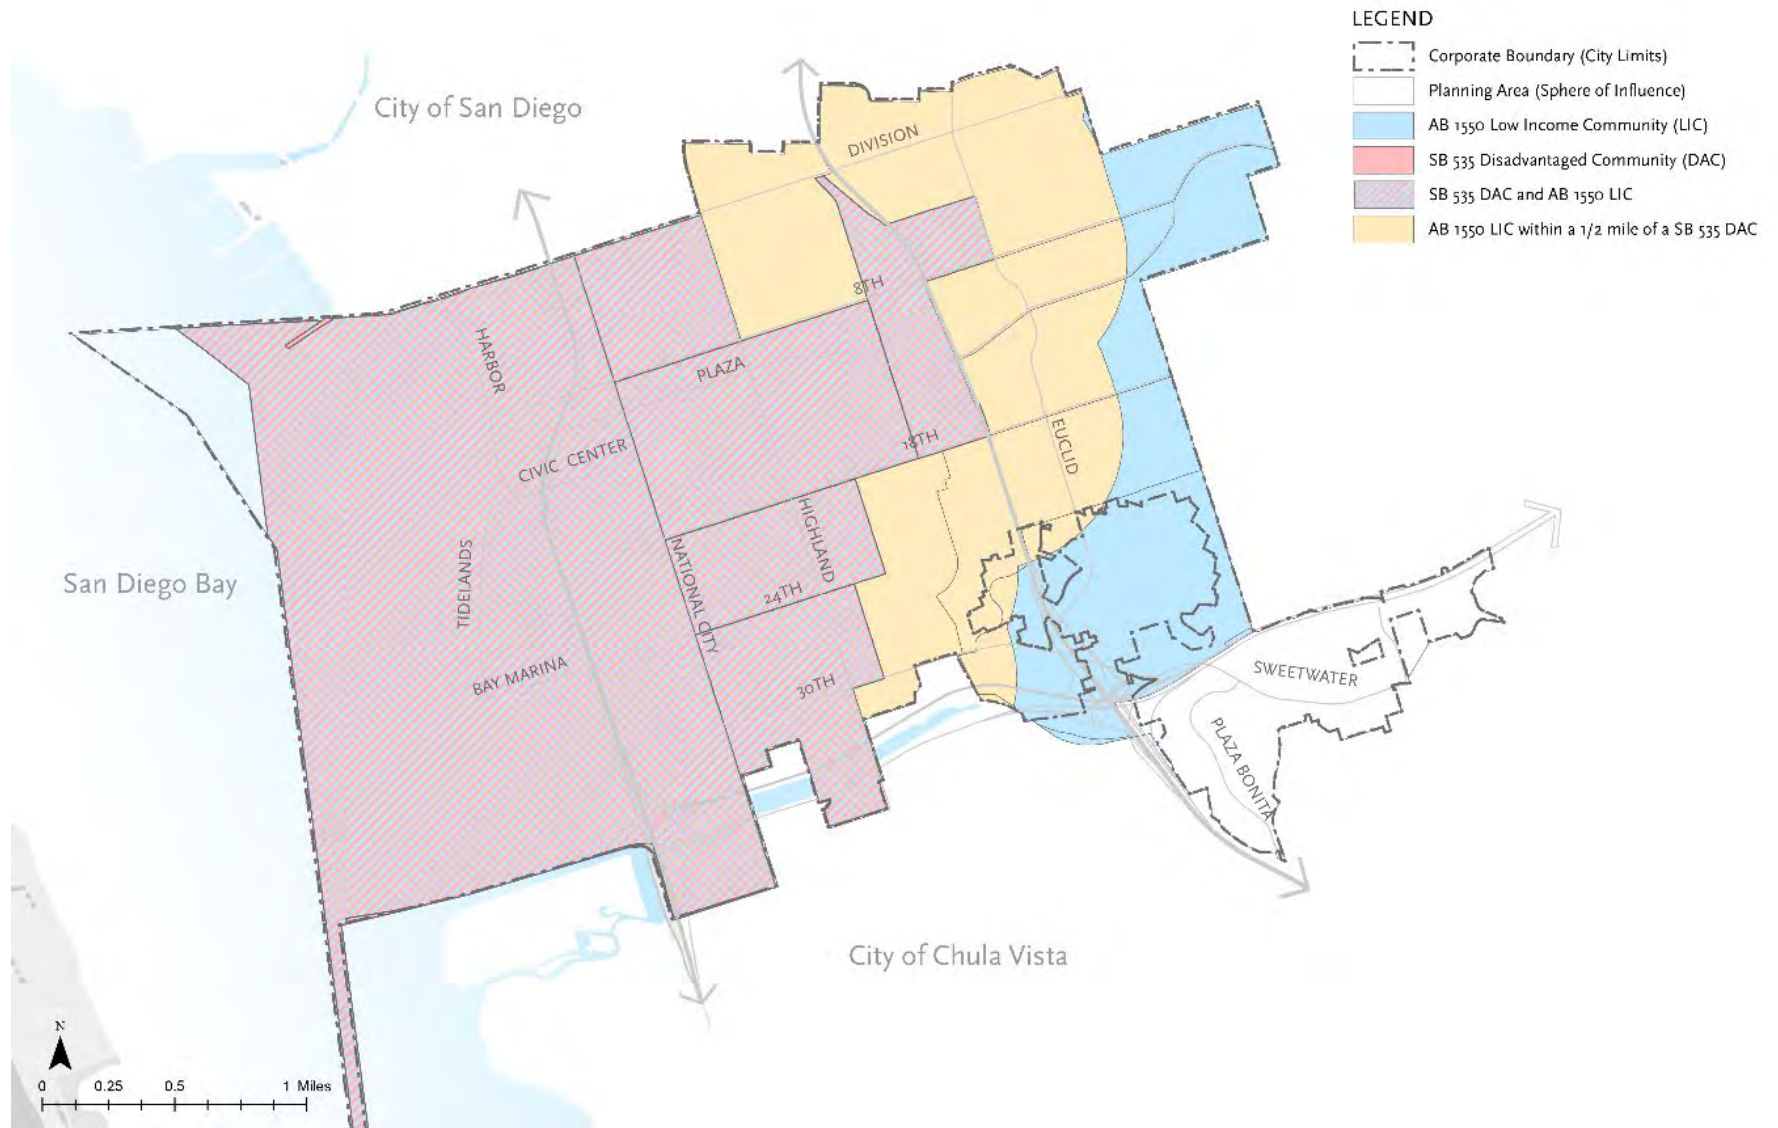 LEGEND
Corporate Boundary (City Limits)
Planning Area (Sphere of Influence)
AB 1550 Low Income Community (LIC)
SB 535 Disadvantaged Community (DAC)
SB 535 DAC and AB 1550 LIC
AB 1550 LIC within a 1/2 mile of a SB 535 DAC
City of San Diego
DIVISION
8TH
HARBOR
PLAZA
CIVIC CENTER
18TH
EUCLID
HIGHLAND
NATIONAL CITY
24TH
TIDELANDS
San Diego Bay
BAY MARINA
30TH
SWEETWATER
PLAZA BONITA
City of Chula Vista
N
0 0.25 0.5 1 Miles